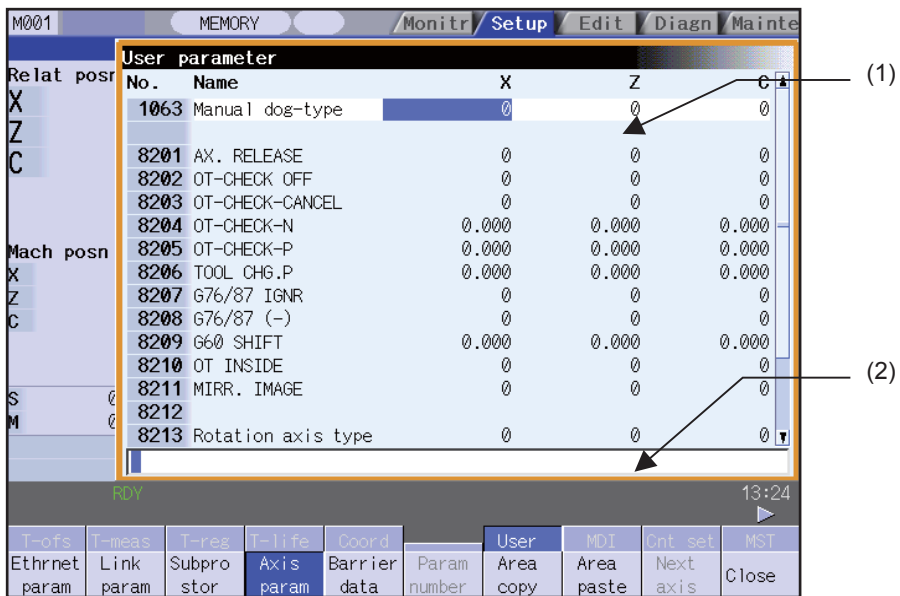 M001 MEMORY Monitr Setup Edit Diagn Mainte
User parameter
Relat posn
No. Name X Z C
X
Z
C
1063 Manual dog-type 0 0 0
8201 AX. RELEASE 0 0 0
8202 OT-CHECK OFF 0 0 0
8203 OT-CHECK-CANCEL 0 0 0
8204 OT-CHECK-N 0.000 0.000 0.000
Mach posn
8205 OT-CHECK-P 0.000 0.000 0.000
X
8206 TOOL CHG.P 0.000 0.000 0.000
Z
8207 G76/87 IGNR 0 0 0
C
8208 G76/87 (-) 0 0 0
8209 G60 SHIFT 0.000 0.000 0.000
8210 OT INSIDE 0 0 0
8211 MIRR. IMAGE 0 0 0
S 0
8212
M 0
8213 Rotation axis type 0 0 0
(1)
(2)
RDY 13:24
T-ofs T-meas T-reg T-life Coord User MDI Cnt set MST
Ethrnet param Link param Subpro stor Axis param Barrier data Param number Area copy Area paste Next axis Close